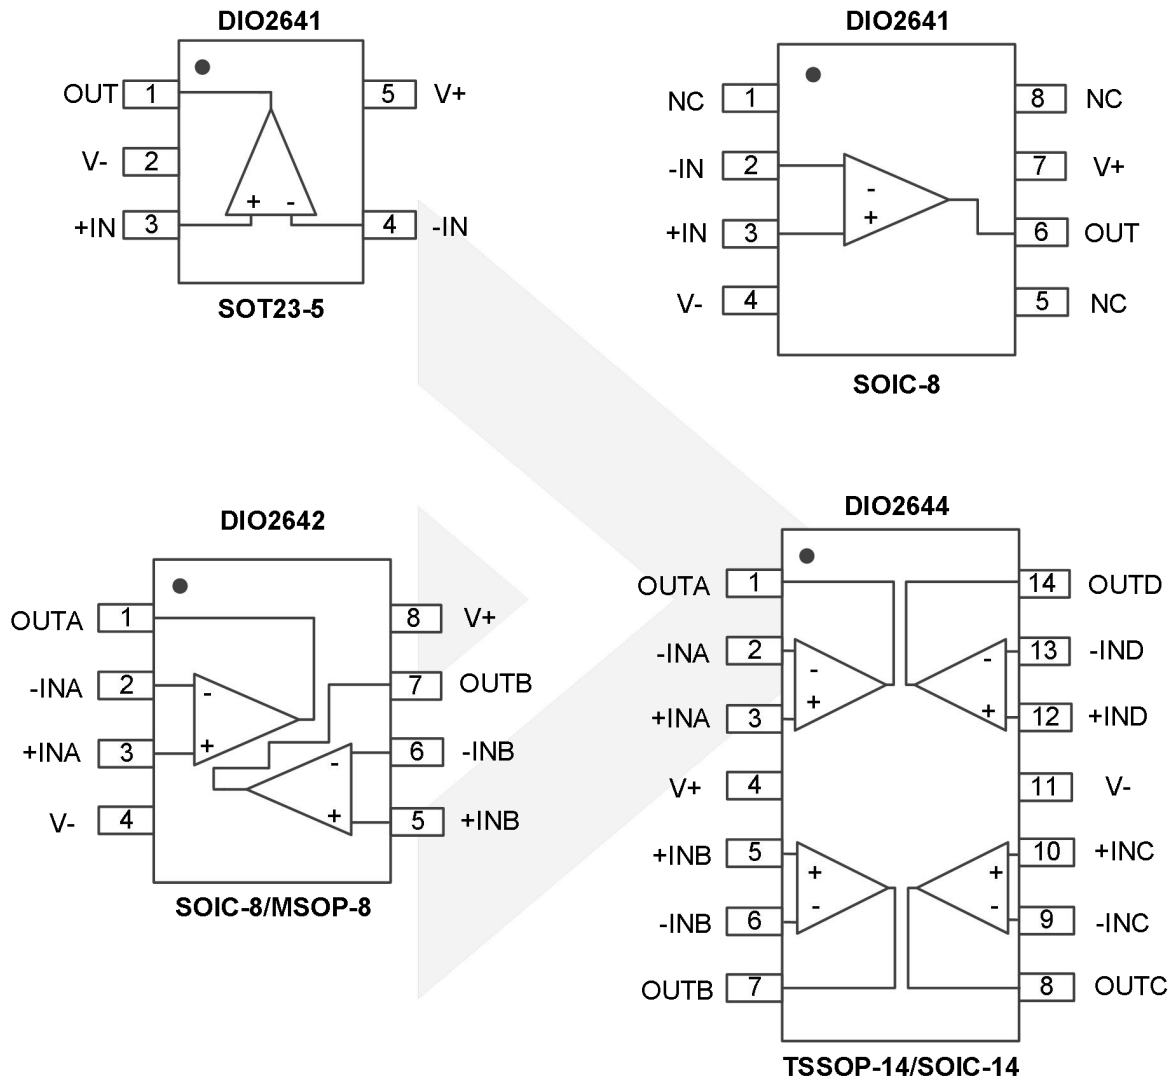 DIO2641
OUT 1 5 V+
V- 2
+IN 3 4 -IN
+ -
SOT23-5
DIO2641
NC 1 8 NC
-IN 2 7 V+
-
+
+IN 3 6 OUT
V- 4 5 NC
SOIC-8
DIO2642
OUTA 1 8 V+
-INA 2 7 OUTB
-
+
+INA 3 6 -INB
-
+
V- 4 5 +INB
SOIC-8/MSOP-8
DIO2644
OUTA 1 14 OUTD
-INA 2 13 -IND
- -
+ +
+INA 3 12 +IND
V+ 4 11 V-
+INB 5 10 +INC
+ +
- -
-INB 6 9 -INC
OUTB 7 8 OUTC
TSSOP-14/SOIC-14